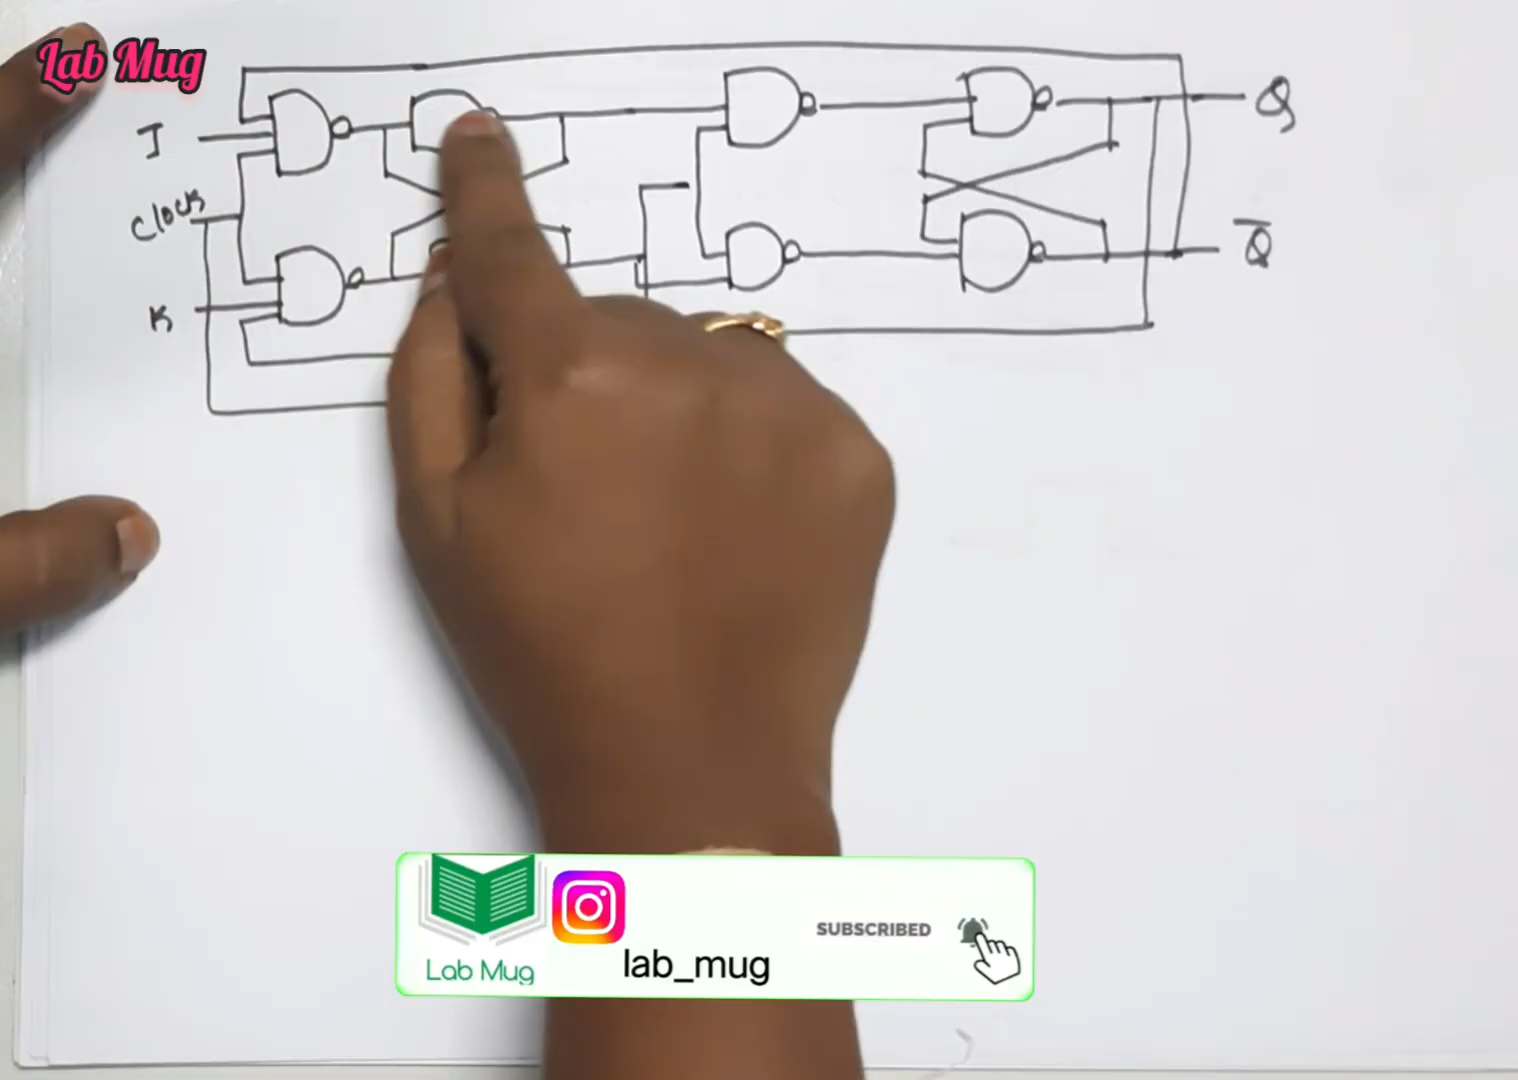 Lab Mug
J
Clock
K
Q
Q̅
Lab Mug
lab_mug
SUBSCRIBED